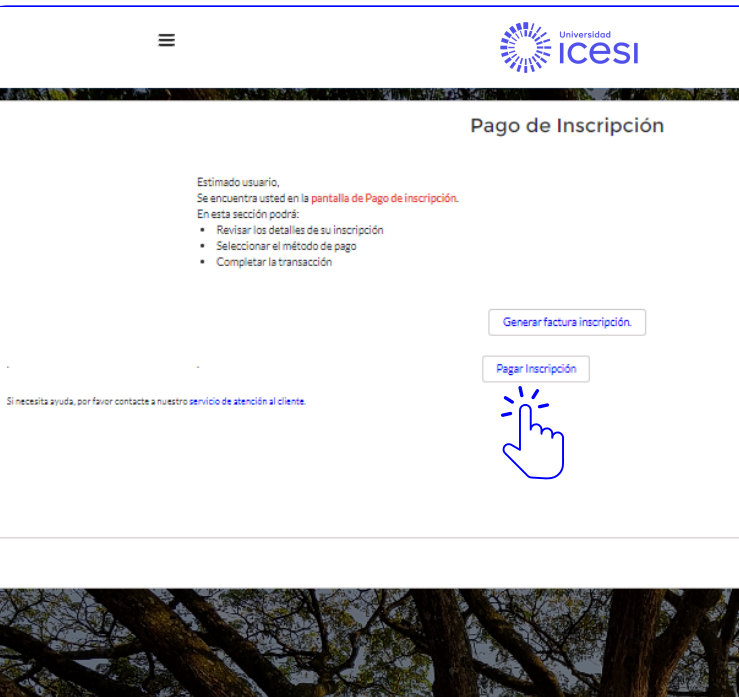 Universidad
icesi
Pago de Inscripción
Estimado usuario,
Se encuentra usted en la pantalla de Pago de inscripción.
En esta sección podrá:
• Revisar los detalles de su inscripción
• Seleccionar el método de pago
• Completar la transacción
Generar factura inscripción.
Pagar Inscripción
Si necesita ayuda, por favor contacte a nuestro servicio de atención al cliente.